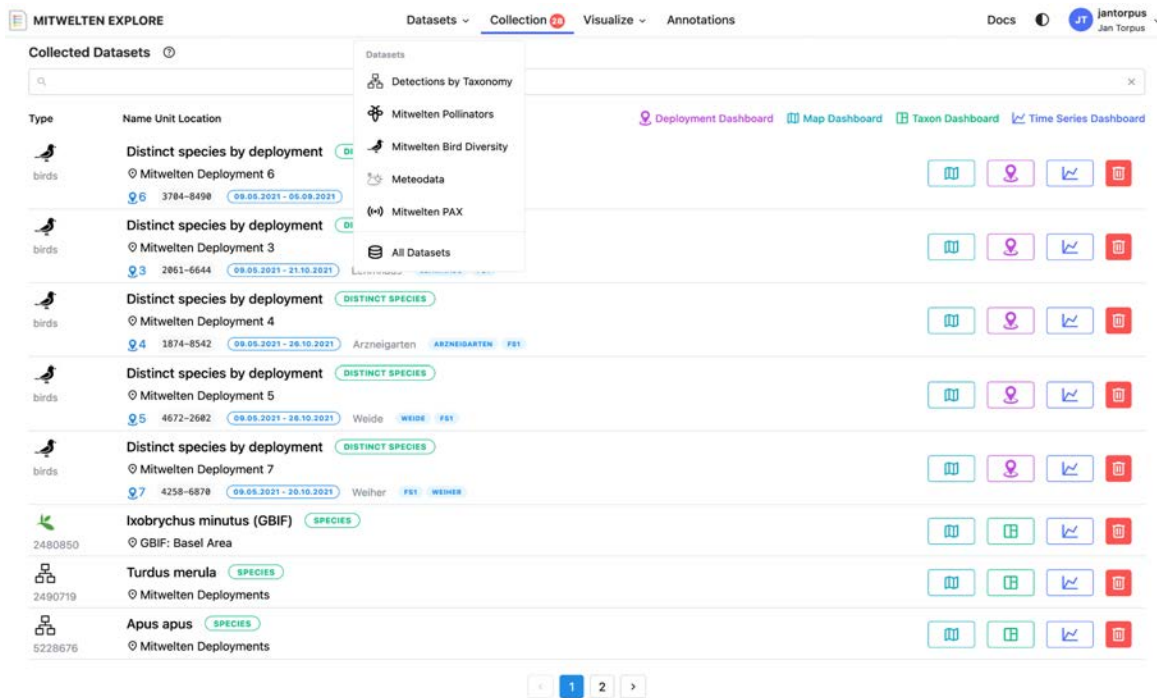 MITWELTEN EXPLORE
Datasets
Collection 28
Visualize
Annotations
Docs
JT
jantorpus
Jan Torpus
Collected Datasets
Datasets
Detections by Taxonomy
Mitwelten Pollinators
Mitwelten Bird Diversity
Meteodata
Mitwelten PAX
All Datasets
Type
Name Unit Location
Deployment Dashboard
Map Dashboard
Taxon Dashboard
Time Series Dashboard
birds
Distinct species by deployment
Mitwelten Deployment 6
6 3704-8490 09.05.2021 - 05.09.2021
birds
Distinct species by deployment
Mitwelten Deployment 3
3 2061-6644 09.05.2021 - 21.10.2021
birds
Distinct species by deployment DISTINCT SPECIES
Mitwelten Deployment 4
4 1874-8542 09.05.2021 - 26.10.2021 Arzneigarten ARZNEIGARTEN FS1
birds
Distinct species by deployment DISTINCT SPECIES
Mitwelten Deployment 5
5 4672-2602 09.05.2021 - 28.10.2021 Weide WEIDE FS1
birds
Distinct species by deployment DISTINCT SPECIES
Mitwelten Deployment 7
7 4258-6870 09.05.2021 - 20.10.2021 Weiher FS1 WEIHER
2480850
Ixobrychus minutus (GBIF) SPECIES
GBIF: Basel Area
2490719
Turdus merula SPECIES
Mitwelten Deployments
5228676
Apus apus SPECIES
Mitwelten Deployments
1 2